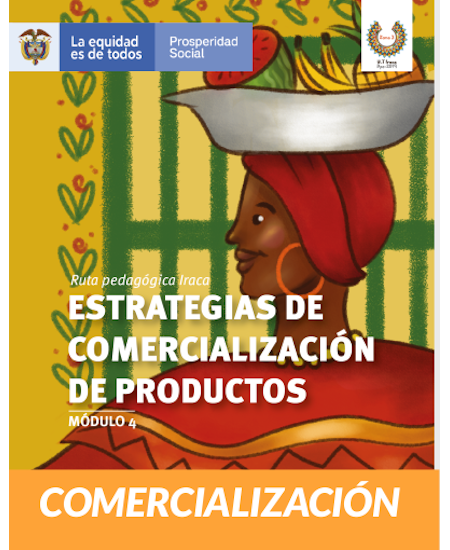 La equidad
es de todos
Prosperidad
Social
Ruta pedagógica Iraca
ESTRATEGIAS DE
COMERCIALIZACIÓN
DE PRODUCTOS
MÓDULO 4
COMERCIALIZACIÓN